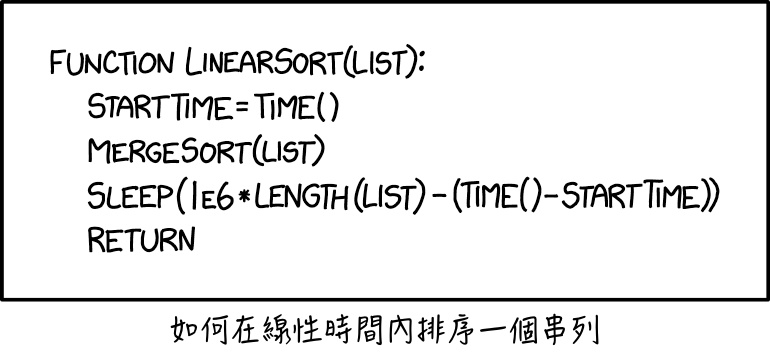 FUNCTION LINEARSORT(LIST):
STARTTIME=TIME()
MERGESORT(LIST)
SLEEP(1E6*LENGTH(LIST)-(TIME()-STARTTIME))
RETURN
如何在線性時間內排序一個串列